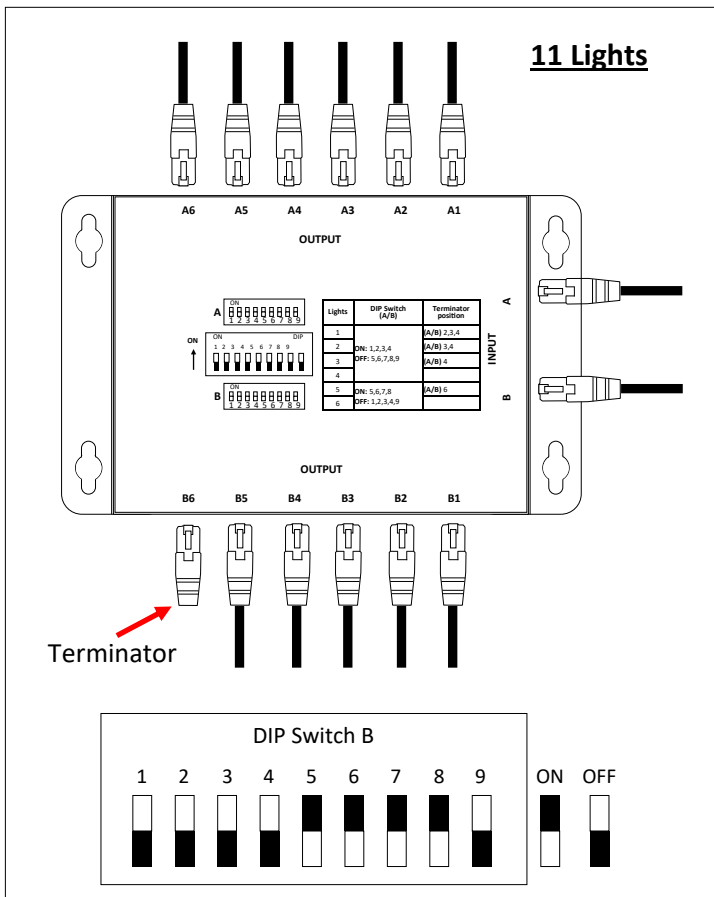 11 Lights
A6 A5 A4 A3 A2 A1
OUTPUT
A
ON
1 2 3 4 5 6 7 8 9
ON
ON DIP
1 2 3 4 5 6 7 8 9
B
ON
1 2 3 4 5 6 7 8 9
Lights DIP Switch (A/B) Terminator position
1 (A/B) 2,3,4
2 ON: 1,2,3,4 (A/B) 3,4
3 OFF: 5,6,7,8,9 (A/B) 4
4
5 ON: 5,6,7,8 (A/B) 6
6 OFF: 1,2,3,4,9
A
INPUT
B
OUTPUT
B6 B5 B4 B3 B2 B1
Terminator
DIP Switch B
1 2 3 4 5 6 7 8 9 ON OFF